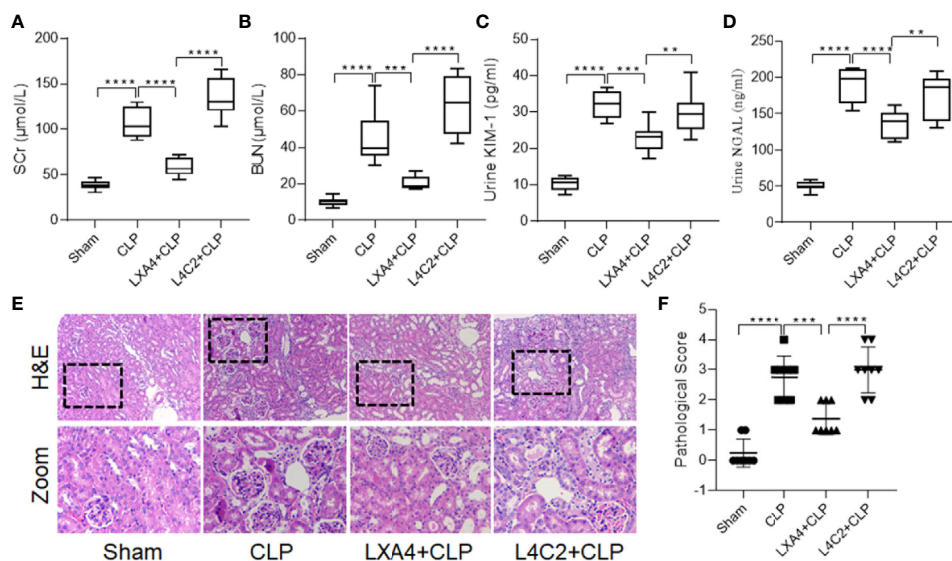 A
SCr (μmol/L)
200
150
100
50
0
****
****
****
Sham
CLP
LXA4+CLP
L4C2+CLP
B
BUN (μmol/L)
100
80
60
40
20
0
****
***
****
Sham
CLP
LXA4+CLP
L4C2+CLP
C
Urine KIM-1 (pg/ml)
50
40
30
20
10
0
****
***
**
Sham
CLP
LXA4+CLP
L4C2+CLP
D
Urine NGAL (ng/ml)
250
200
150
100
50
0
****
****
**
Sham
CLP
LXA4+CLP
L4C2+CLP
E
H&E
Zoom
Sham
CLP
LXA4+CLP
L4C2+CLP
F
Pathological Score
5
4
3
2
1
0
-1
****
***
****
Sham
CLP
LXA4+CLP
L4C2+CLP